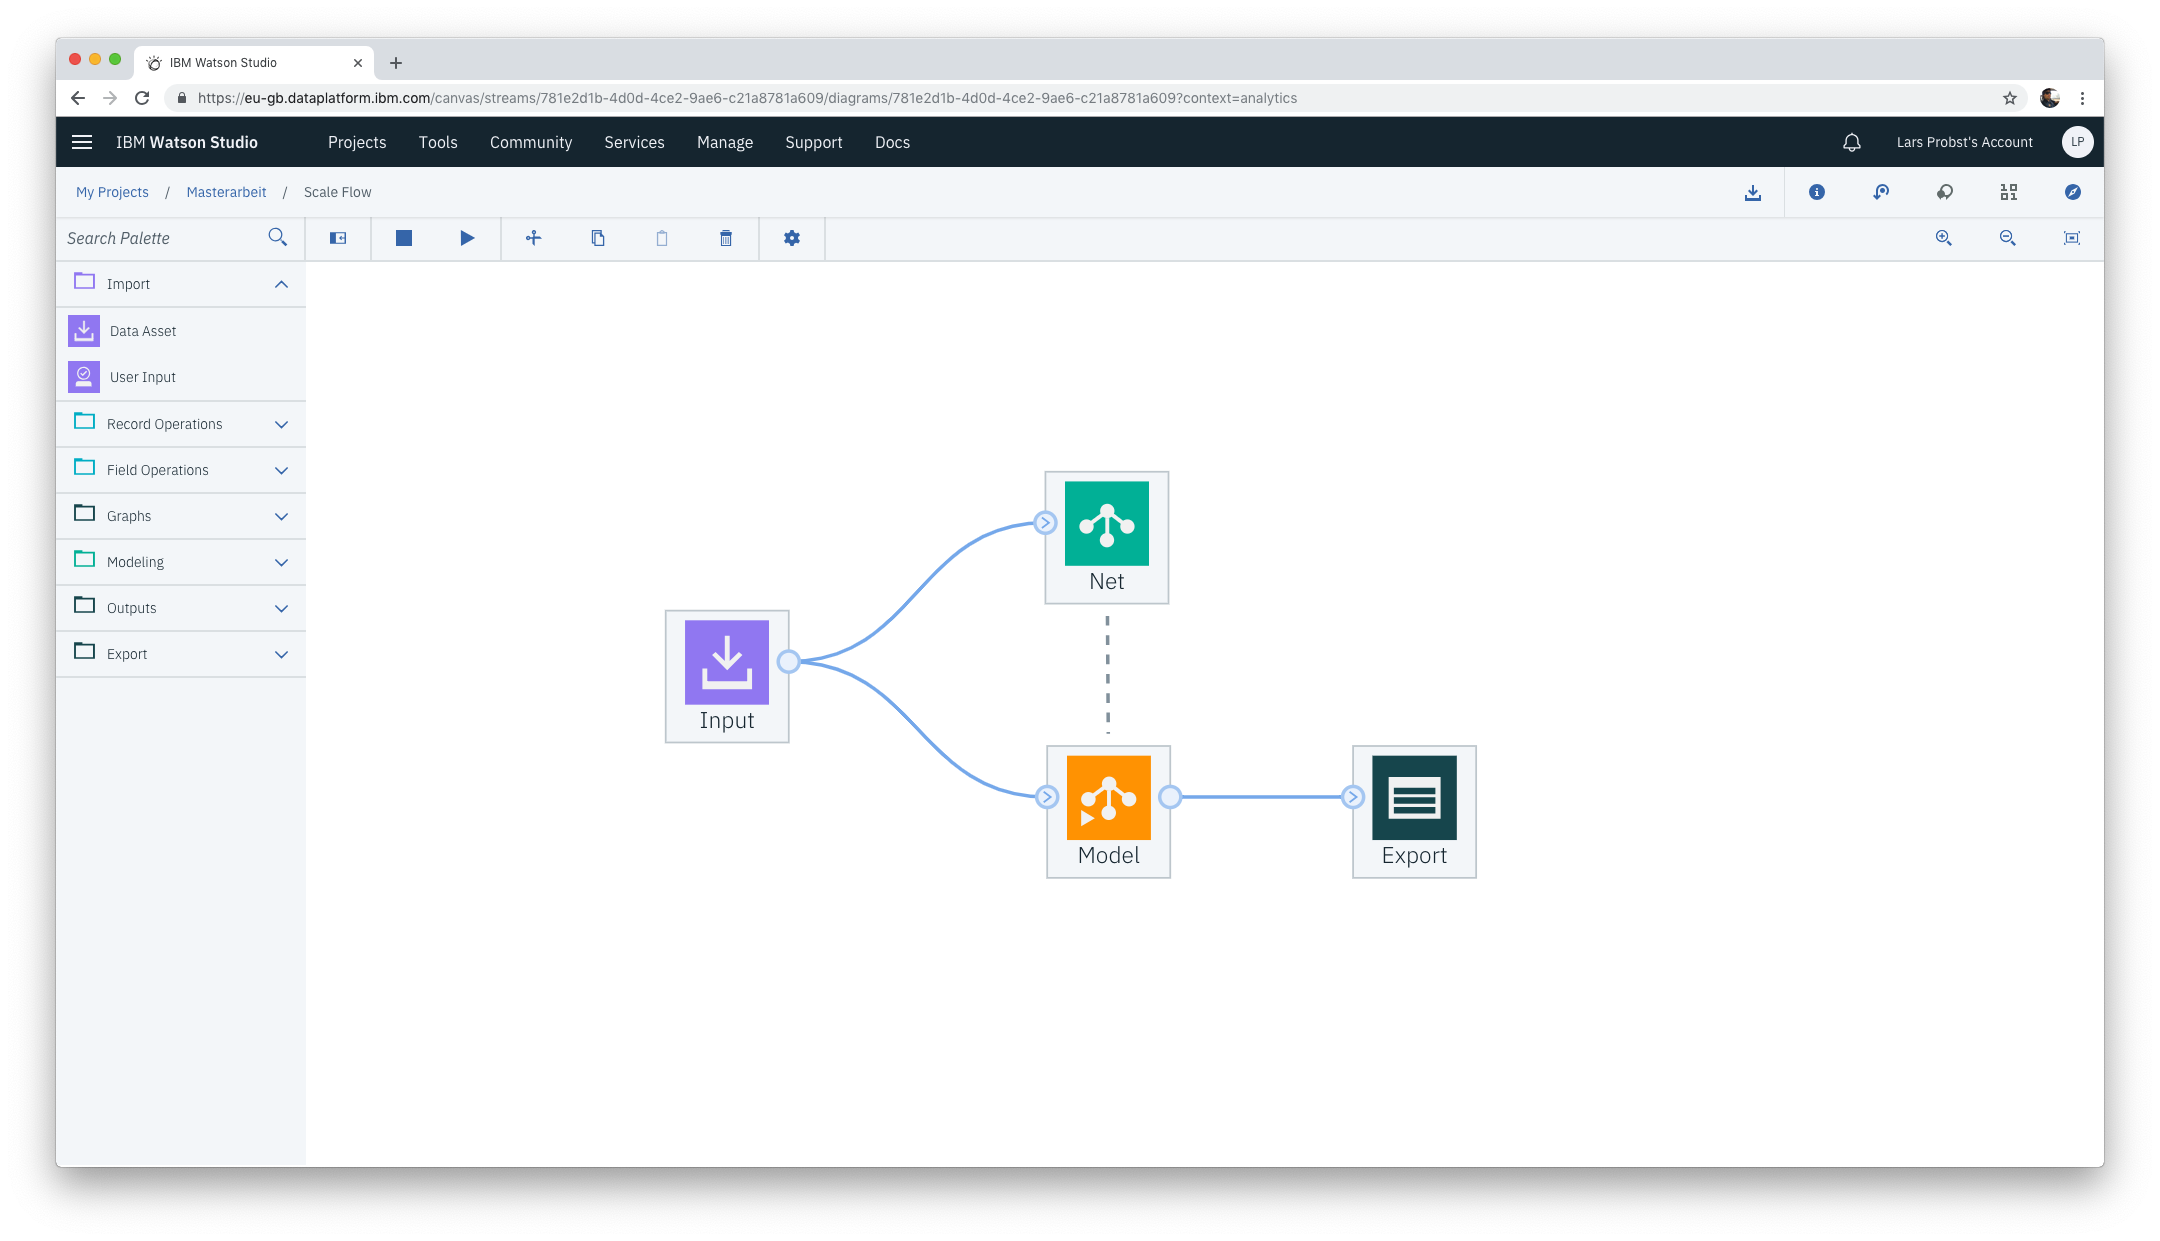 IBM Watson Studio
https://eu-gb.dataplatform.ibm.com/canvas/streams/781e2d1b-4d0d-4ce2-9ae6-c21a8781a609/diagrams/781e2d1b-4d0d-4ce2-9ae6-c21a8781a609?context=analytics
IBM Watson Studio Projects Tools Community Services Manage Support Docs Lars Probst's Account LP
My Projects / Masterarbeit / Scale Flow
Search Palette
Import
Data Asset
User Input
Record Operations
Field Operations
Graphs
Modeling
Outputs
Export
Net
Input
Model
Export